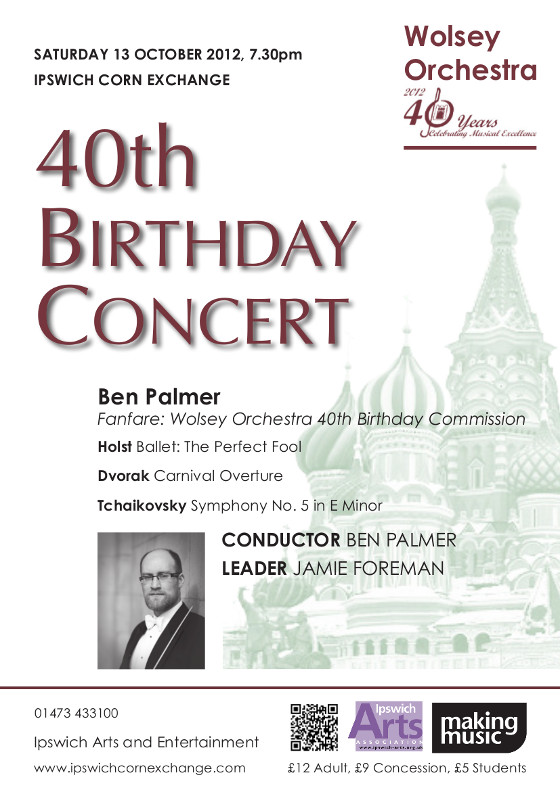 SATURDAY 13 OCTOBER 2012, 7.30pm
IPSWICH CORN EXCHANGE
Wolsey
Orchestra
2012
40 Years
Celebrating Musical Excellence
40th
BIRTHDAY
CONCERT
Ben Palmer
Fanfare: Wolsey Orchestra 40th Birthday Commission
Holst Ballet: The Perfect Fool
Dvorak Carnival Overture
Tchaikovsky Symphony No. 5 in E Minor
CONDUCTOR BEN PALMER
LEADER JAMIE FOREMAN
01473 433100
Ipswich Arts and Entertainment
www.ipswichcornexchange.com
Ipswich
Arts
ASSOCIATION
making
music
£12 Adult, £9 Concession, £5 Students